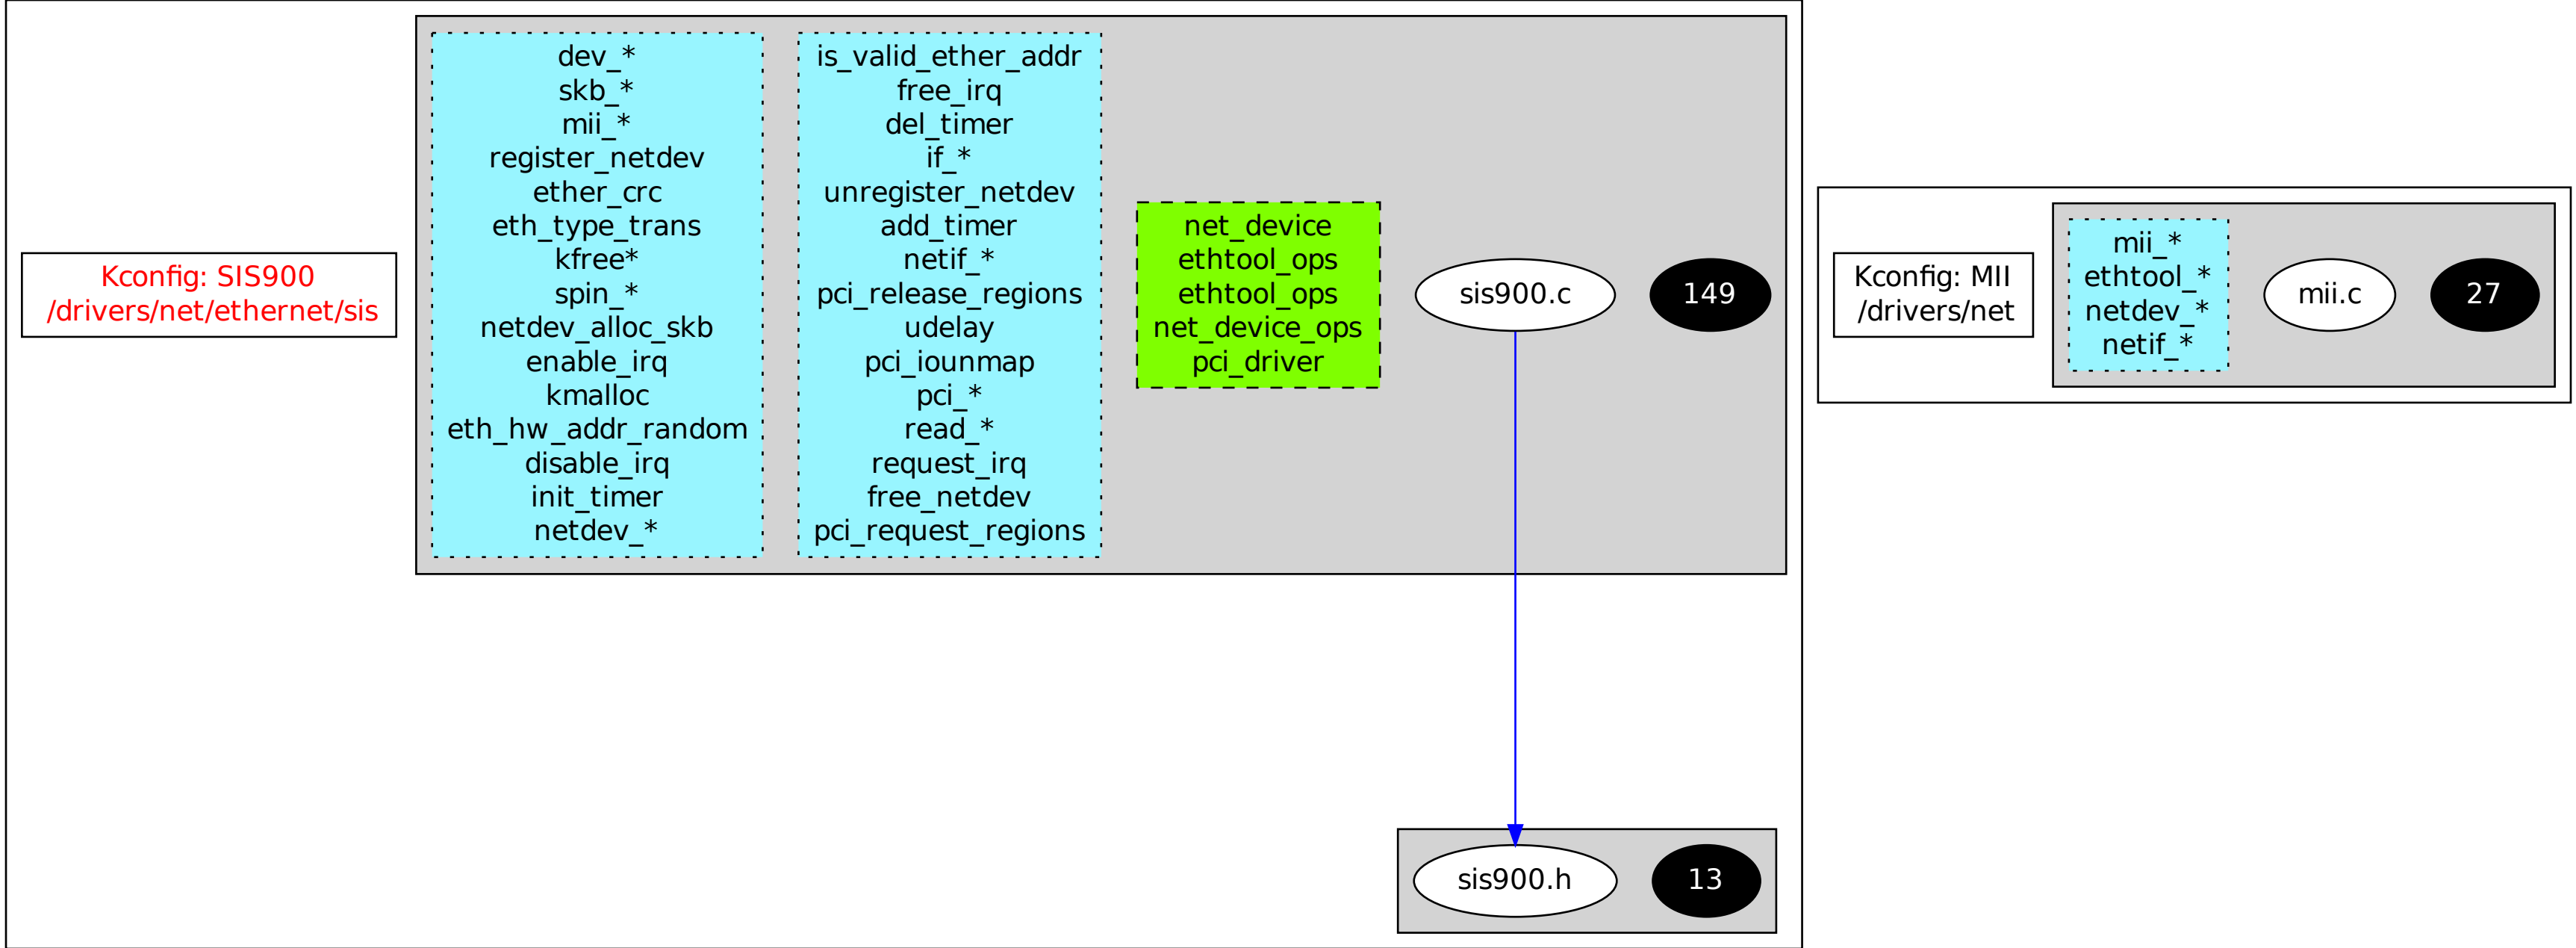 Kconfig: SIS900
/drivers/net/ethernet/sis
dev_*
skb_*
mii_*
register_netdev
ether_crc
eth_type_trans
kfree*
spin_*
netdev_alloc_skb
enable_irq
kmalloc
eth_hw_addr_random
disable_irq
init_timer
netdev_*
is_valid_ether_addr
free_irq
del_timer
if_*
unregister_netdev
add_timer
netif_*
pci_release_regions
udelay
pci_iounmap
pci_*
read_*
request_irq
free_netdev
pci_request_regions
net_device
ethtool_ops
ethtool_ops
net_device_ops
pci_driver
sis900.c
149
sis900.h
13
Kconfig: MII
/drivers/net
mii_*
ethtool_*
netdev_*
netif_*
mii.c
27